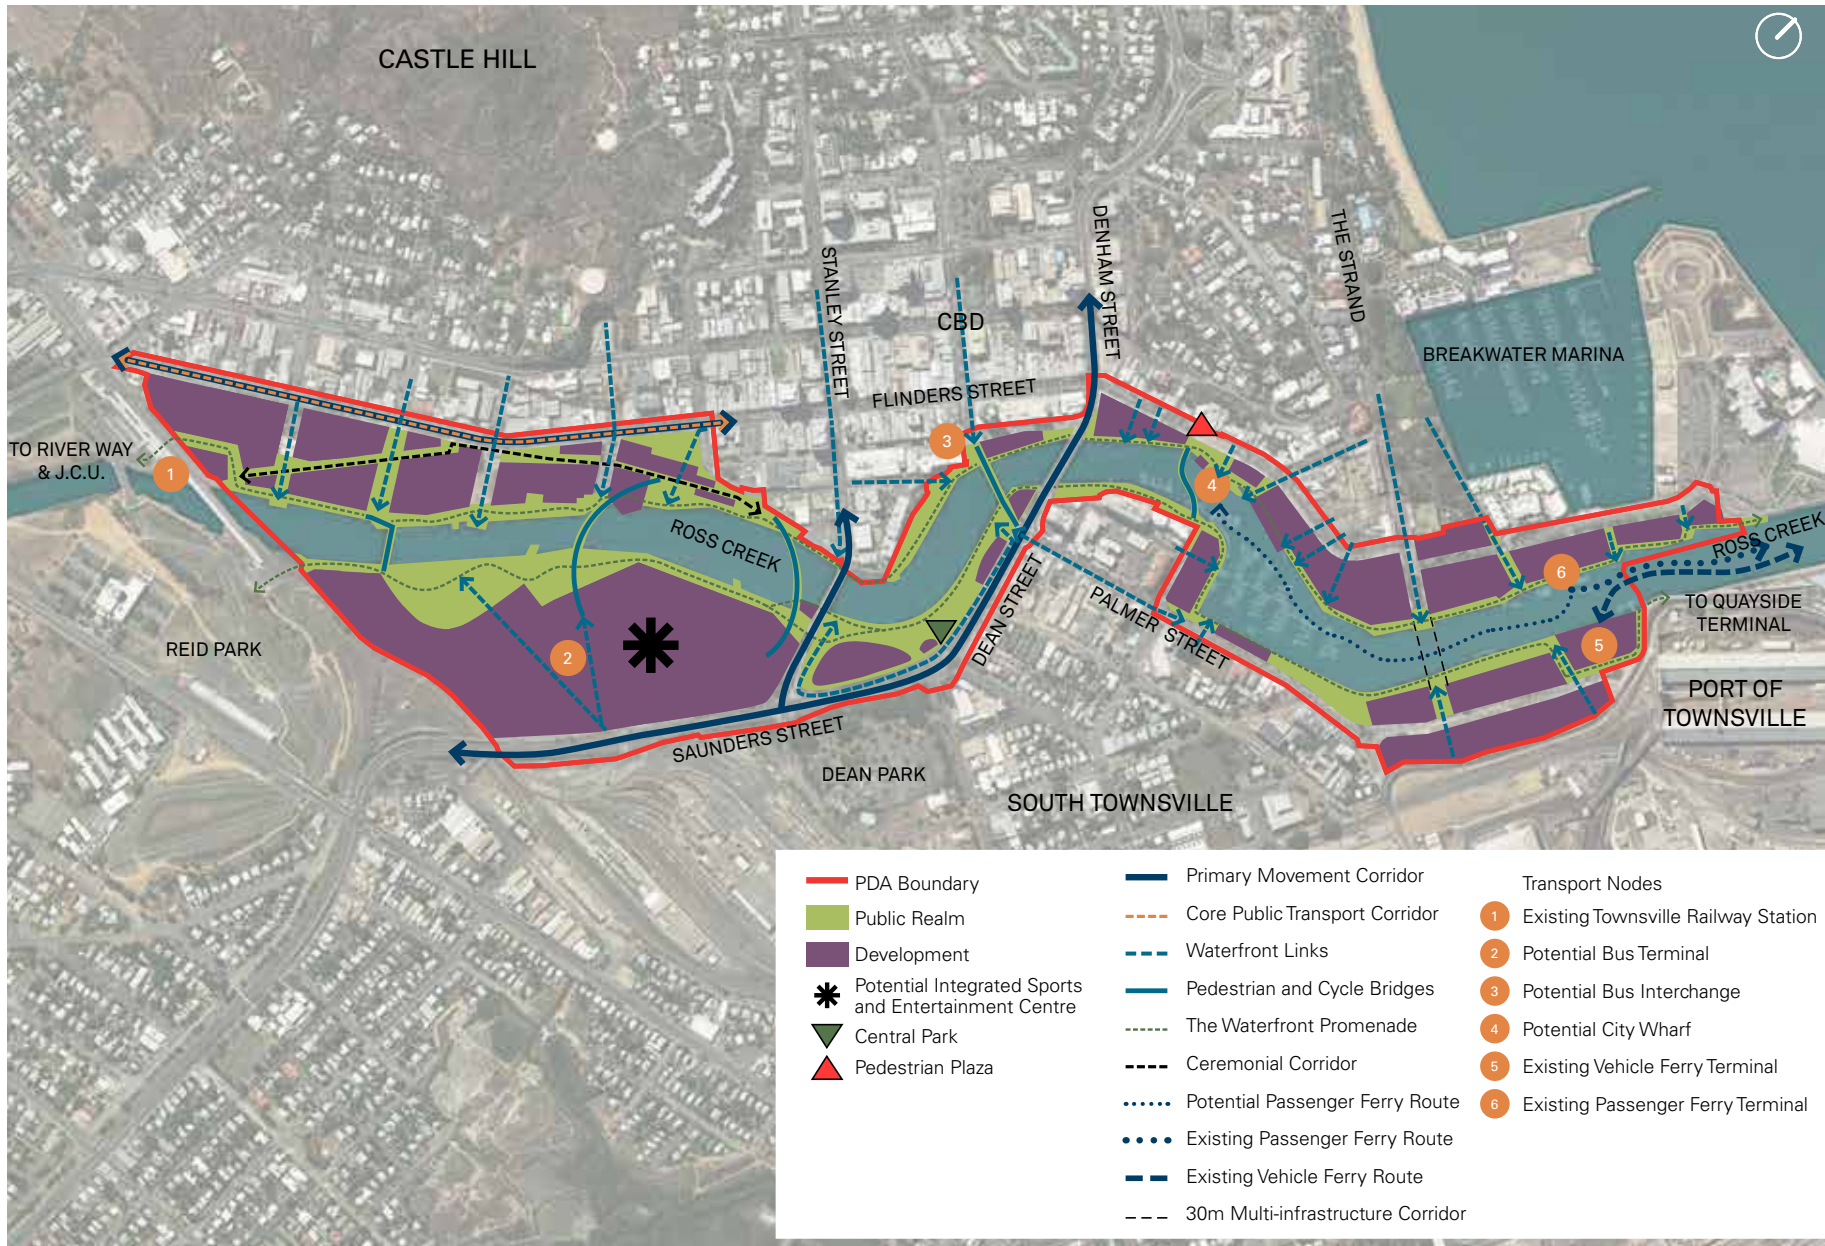 CASTLE HILL
STANLEY STREET
DENHAM STREET
THE STRAND
CBD
FLINDERS STREET
BREAKWATER MARINA
TO RIVER WAY
& J.C.U.
1
3
4
ROSS CREEK
ROSS CREEK
6
DEAN STREET
PALMER STREET
TO QUAYSIDE
TERMINAL
REID PARK
2
5
PORT OF
TOWNSVILLE
SAUNDERS STREET
DEAN PARK
SOUTH TOWNSVILLE
PDA Boundary
Public Realm
Development
Potential Integrated Sports
and Entertainment Centre
Central Park
Pedestrian Plaza
Primary Movement Corridor
Core Public Transport Corridor
Waterfront Links
Pedestrian and Cycle Bridges
The Waterfront Promenade
Ceremonial Corridor
Potential Passenger Ferry Route
Existing Passenger Ferry Route
Existing Vehicle Ferry Route
30m Multi-infrastructure Corridor
Transport Nodes
1 Existing Townsville Railway Station
2 Potential Bus Terminal
3 Potential Bus Interchange
4 Potential City Wharf
5 Existing Vehicle Ferry Terminal
6 Existing Passenger Ferry Terminal